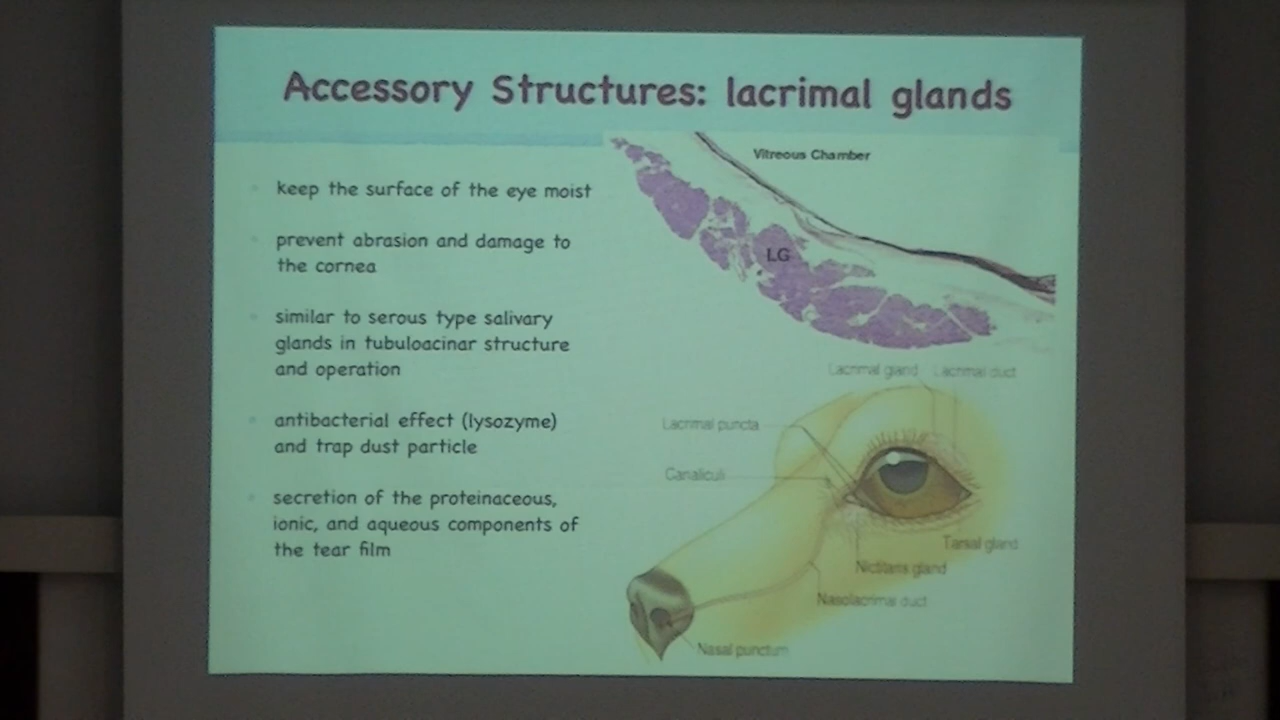 Accessory Structures: lacrimal glands
keep the surface of the eye moist
prevent abrasion and damage to
the cornea
similar to serous type salivary
glands in tubuloacinar structure
and operation
antibacterial effect (lysozyme)
and trap dust particle
secretion of the proteinaceous,
ionic, and aqueous components of
the tear film
Vitreous Chamber
LG
Lacrimal gland
Lacrimal duct
Lacrimal puncta
Canaliculi
Tarsal gland
Nictitans gland
Nasolacrimal duct
Nasal punctum